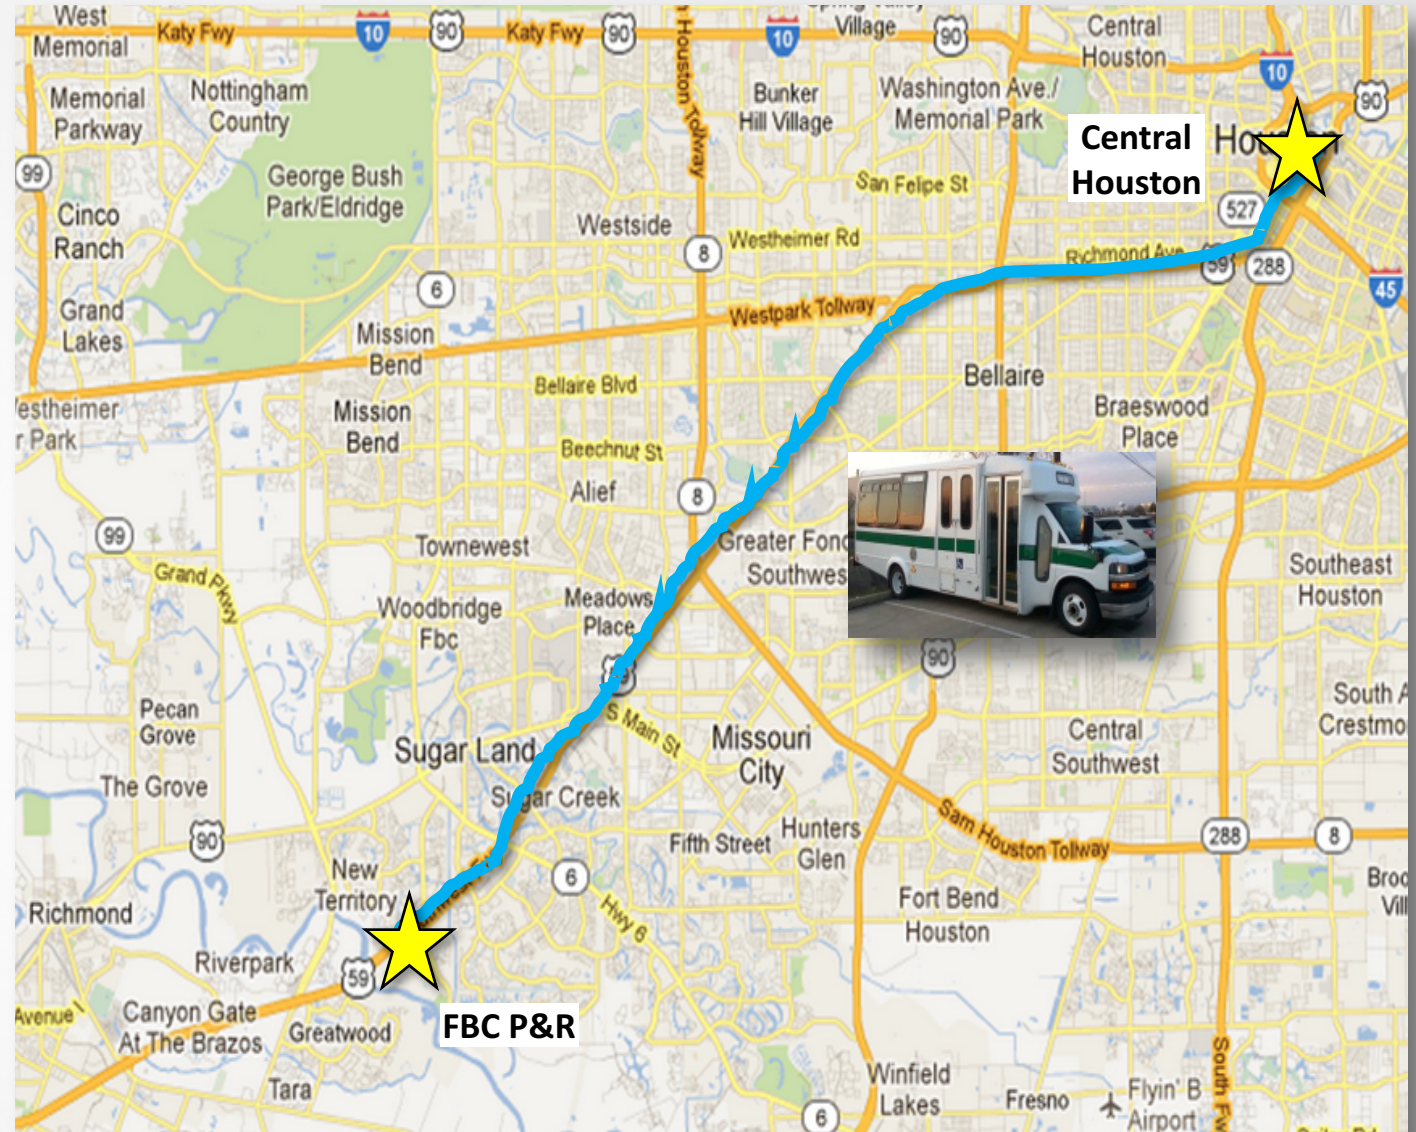 West
Memorial
Katy Fwy
10
90
Katy Fwy
90
10
Village
90
Central
Houston
10
90
Memorial
Parkway
Nottingham
Country
Houston Tollway
Bunker
Hill Village
Washington Ave./
Memorial Park
Central
Houston
99
George Bush
Park/Eldridge
San Felipe St
527
Cinco
Ranch
Westside
8
Westheimer Rd
Richmond Ave
59
288
6
45
Grand
Lakes
Mission
Bend
Westpark Tollway
Bellaire Blvd
Bellaire
estheimer
r Park
Mission
Bend
Braeswood
Place
Beechnut St
Alief
8
99
Townewest
Greater Fond
Southwes
Grand Pkwy
Southeast
Houston
Woodbridge
Fbc
Meadows
Place
90
Pecan
Grove
S Main St
South A
Crestmo
Sugar Land
Missouri
City
Central
Southwest
The Grove
Sugar Creek
90
Fifth Street
Hunters
Glen
Sam Houston Tollway
288
8
New
Territory
6
Hwy 6
Broo
Vill
Richmond
Fort Bend
Houston
Riverpark
59
Avenue I
Canyon Gate
At The Brazos
Greatwood
FBC P&R
Tara
Winfield
Lakes
Fresno
Flyin' B
Airport
South Fw
6